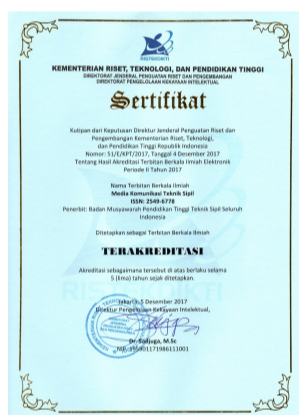 RISTEKDIKTI
KEMENTERIAN RISET, TEKNOLOGI, DAN PENDIDIKAN TINGGI
DIREKTORAT JENDERAL PENGUATAN RISET DAN PENGEMBANGAN
DIREKTORAT PENGELOLAAN KEKAYAAN INTELEKTUAL
Sertifikat
Kutipan dari Keputusan Direktur Jenderal Penguatan Riset dan
Pengembangan Kementerian Riset, Teknologi,
dan Pendidikan Tinggi Republik Indonesia
Nomor: 51/E/KPT/2017, Tanggal 4 Desember 2017
Tentang Hasil Akreditasi Terbitan Berkala Ilmiah Elektronik
Periode II Tahun 2017
Nama Terbitan Berkala Ilmiah
Media Komunikasi Teknik Sipil
ISSN: 2549-6778
Penerbit: Badan Musyawarah Pendidikan Tinggi Teknik Sipil Seluruh
Indonesia
Ditetapkan sebagai Terbitan Berkala Ilmiah
TERAKREDITASI
Akreditasi sebagaimana tersebut di atas berlaku selama
5 (lima) tahun sejak ditetapkan.
Jakarta, 5 Desember 2017
Direktur Pengelolaan Kekayaan Intelektual,
Dr. Sadjuga, M.Sc
NIP. 195901171986111001